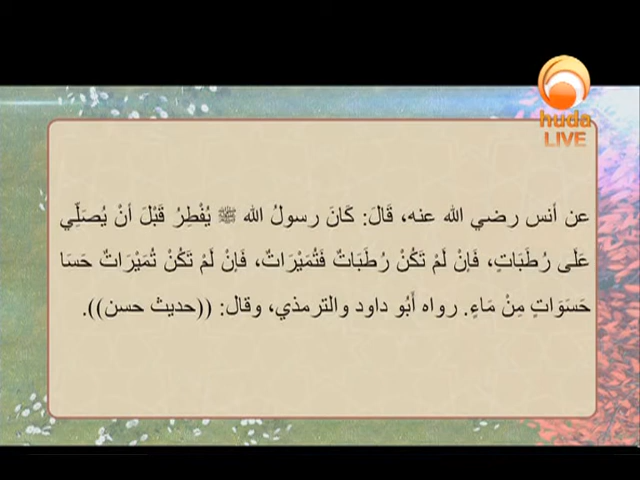 huda
LIVE
عن أنس رضي الله عنه، قَالَ: كَانَ رسولُ الله ﷺ يُفْطِرُ قَبْلَ أنْ يُصَلِّي
عَلَى رُطَبَاتٍ، فَإنْ لَمْ تَكُنْ رُطَبَاتٌ فَتُمَيْرَاتٌ، فَإنْ لَمْ تَكُنْ تُمَيْرَاتٌ حَسَا
حَسَوَاتٍ مِنْ مَاءٍ. رواه أَبُو داود والترمذي، وقال: ((حديث حسن)).